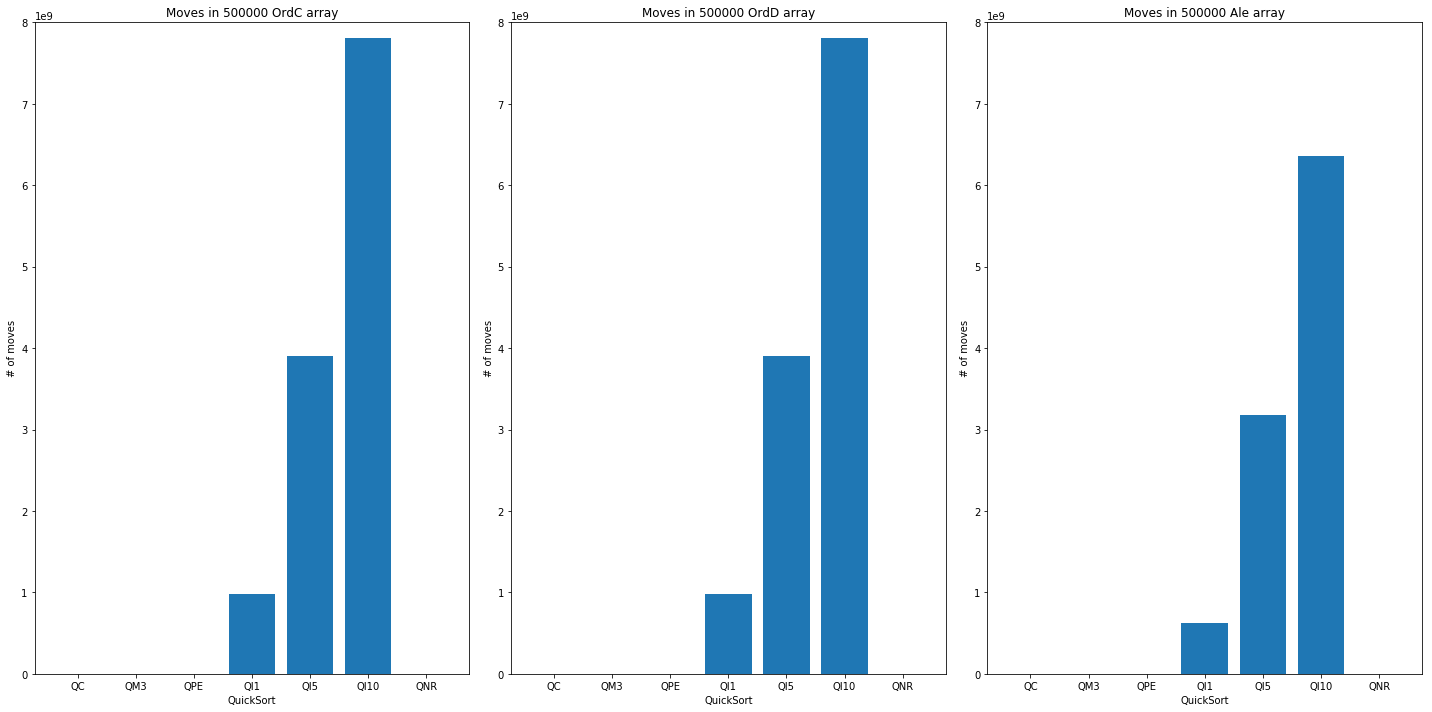 Moves in 500000 OrdC array
1e9
8
7
6
5
4
3
2
1
0
# of moves
QC QM3 QPE QI1 QI5 QI10 QNR
QuickSort
Moves in 500000 OrdD array
1e9
8
7
6
5
4
3
2
1
0
# of moves
QC QM3 QPE QI1 QI5 QI10 QNR
QuickSort
Moves in 500000 Ale array
1e9
8
7
6
5
4
3
2
1
0
# of moves
QC QM3 QPE QI1 QI5 QI10 QNR
QuickSort